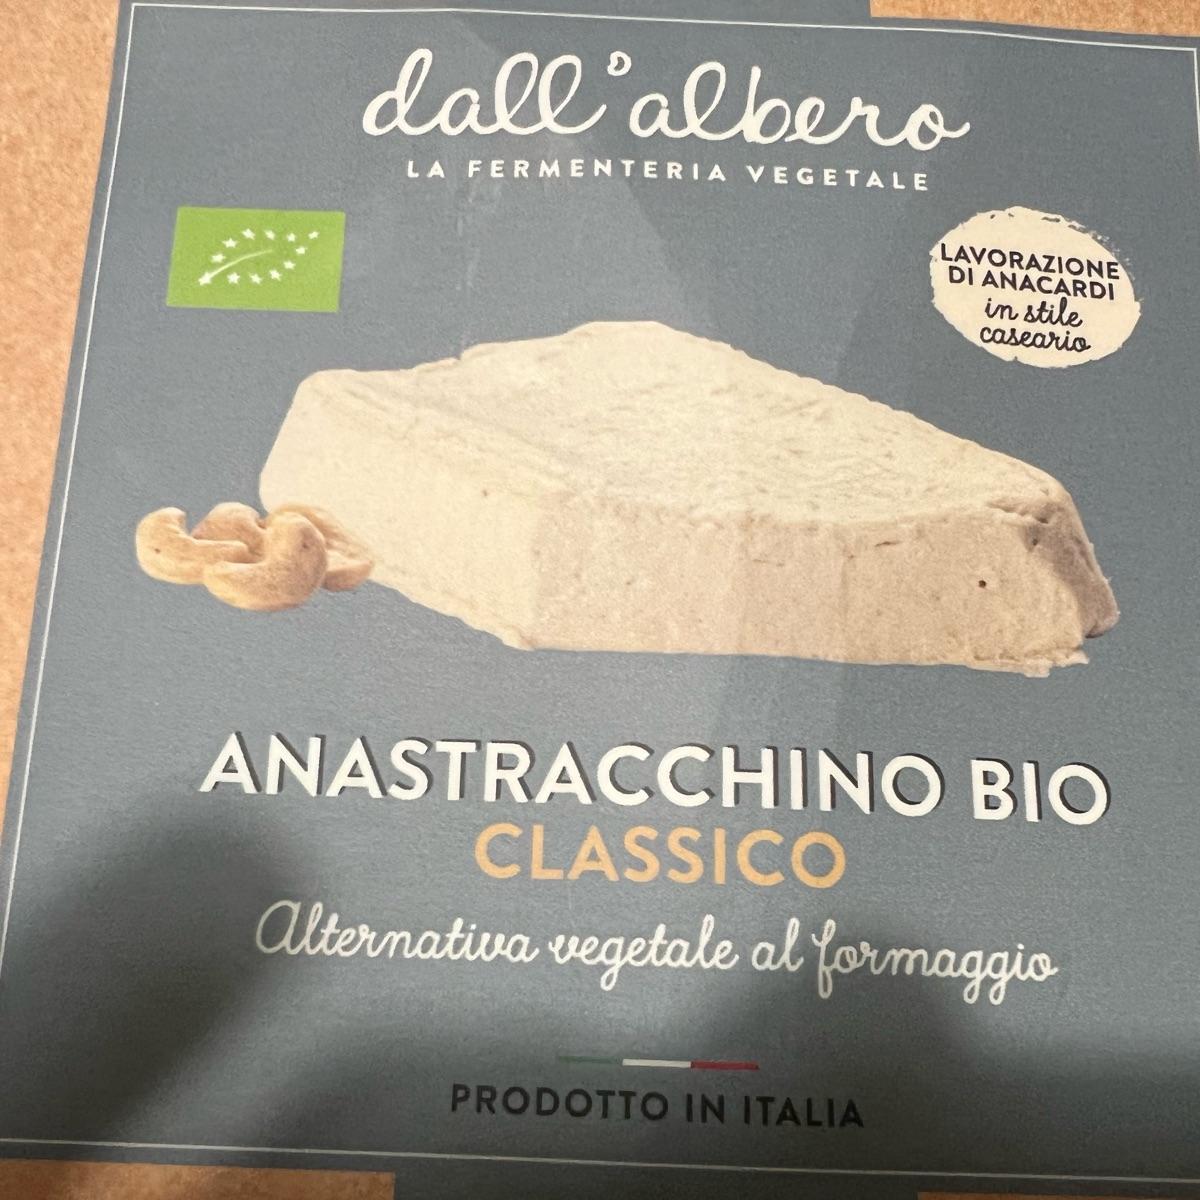 dall'albero
LA FERMENTERIA VEGETALE
LAVORAZIONE
DI ANACARDI
in stile
caseario
ANASTRACCHINO BIO
CLASSICO
Alternativa vegetale al formaggio
PRODOTTO IN ITALIA